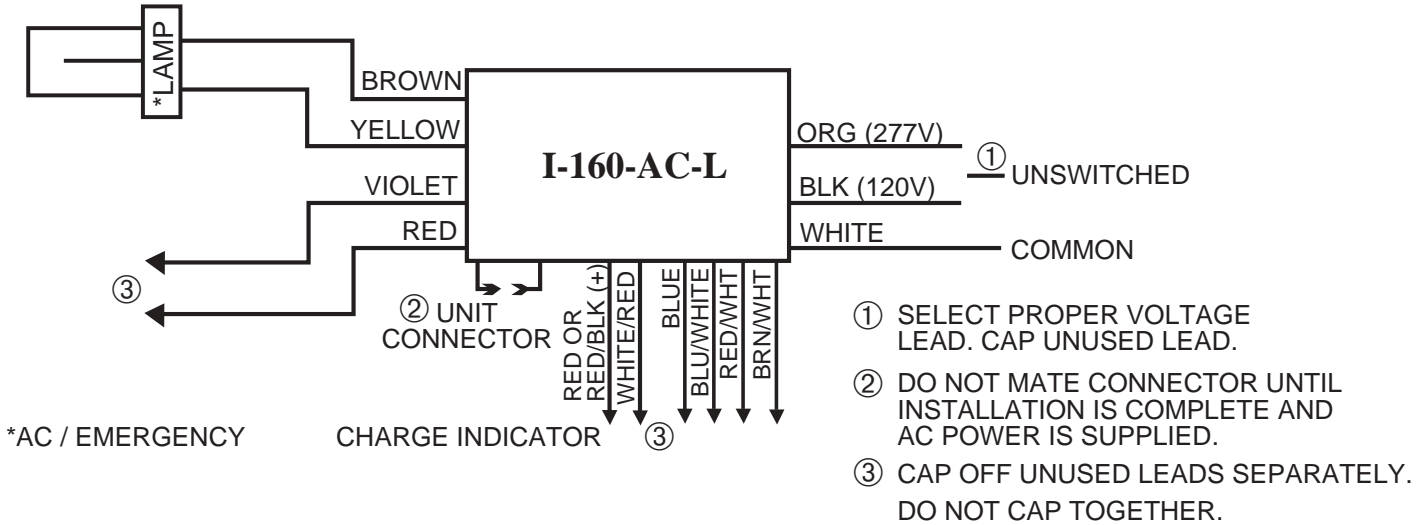 *LAMP
BROWN
YELLOW
VIOLET
RED
I-160-AC-L
ORG (277V)
① UNSWITCHED
BLK (120V)
WHITE
COMMON
③
② UNIT
CONNECTOR
RED OR
RED/BLK (+)
WHITE/RED
BLUE
BLU/WHITE
RED/WHT
BRN/WHT
*AC / EMERGENCY
CHARGE INDICATOR ③
① SELECT PROPER VOLTAGE
LEAD. CAP UNUSED LEAD.
② DO NOT MATE CONNECTOR UNTIL
INSTALLATION IS COMPLETE AND
AC POWER IS SUPPLIED.
③ CAP OFF UNUSED LEADS SEPARATELY.
DO NOT CAP TOGETHER.